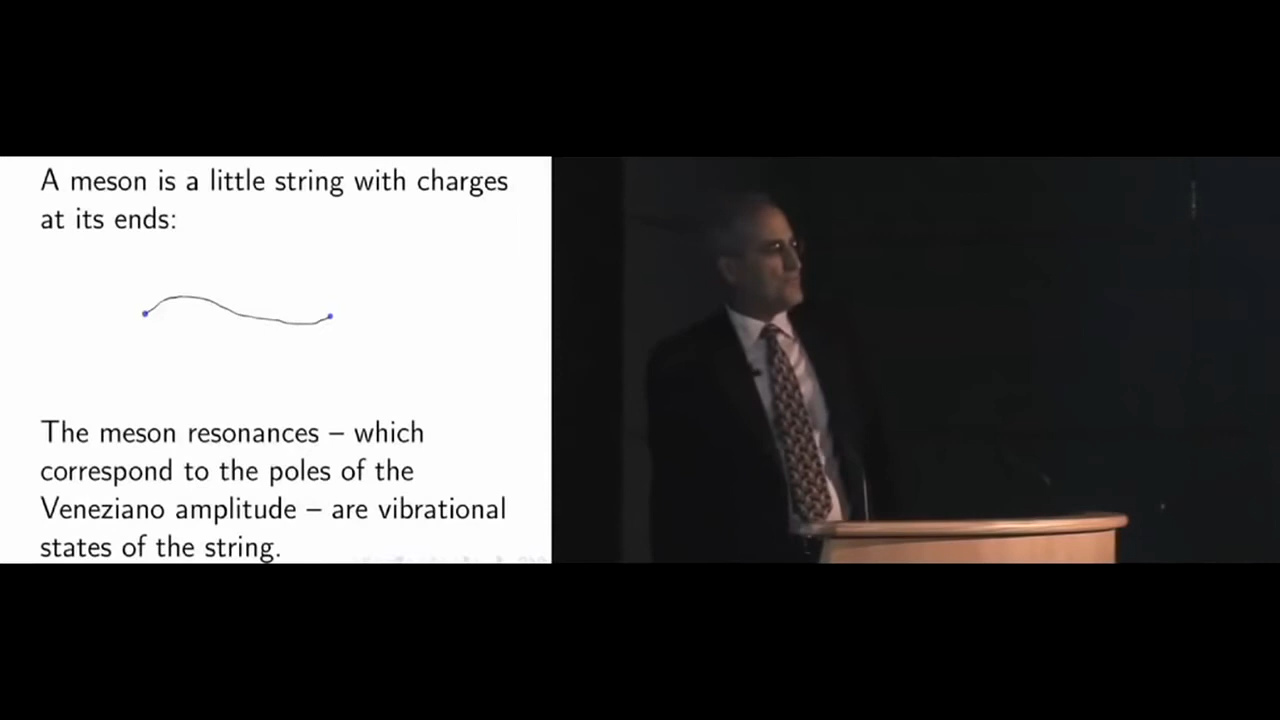 A meson is a little string with charges
at its ends:
The meson resonances – which
correspond to the poles of the
Veneziano amplitude – are vibrational
states of the string.